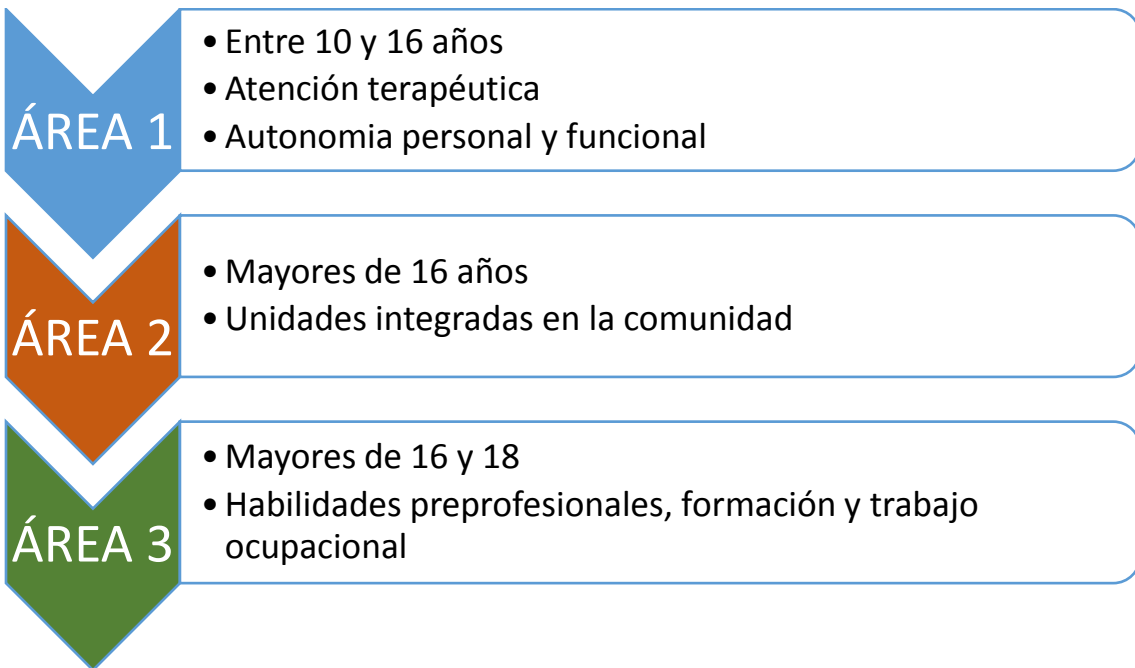 ÁREA 1
• Entre 10 y 16 años
• Atención terapéutica
• Autonomia personal y funcional
ÁREA 2
• Mayores de 16 años
• Unidades integradas en la comunidad
ÁREA 3
• Mayores de 16 y 18
• Habilidades preprofesionales, formación y trabajo
ocupacional